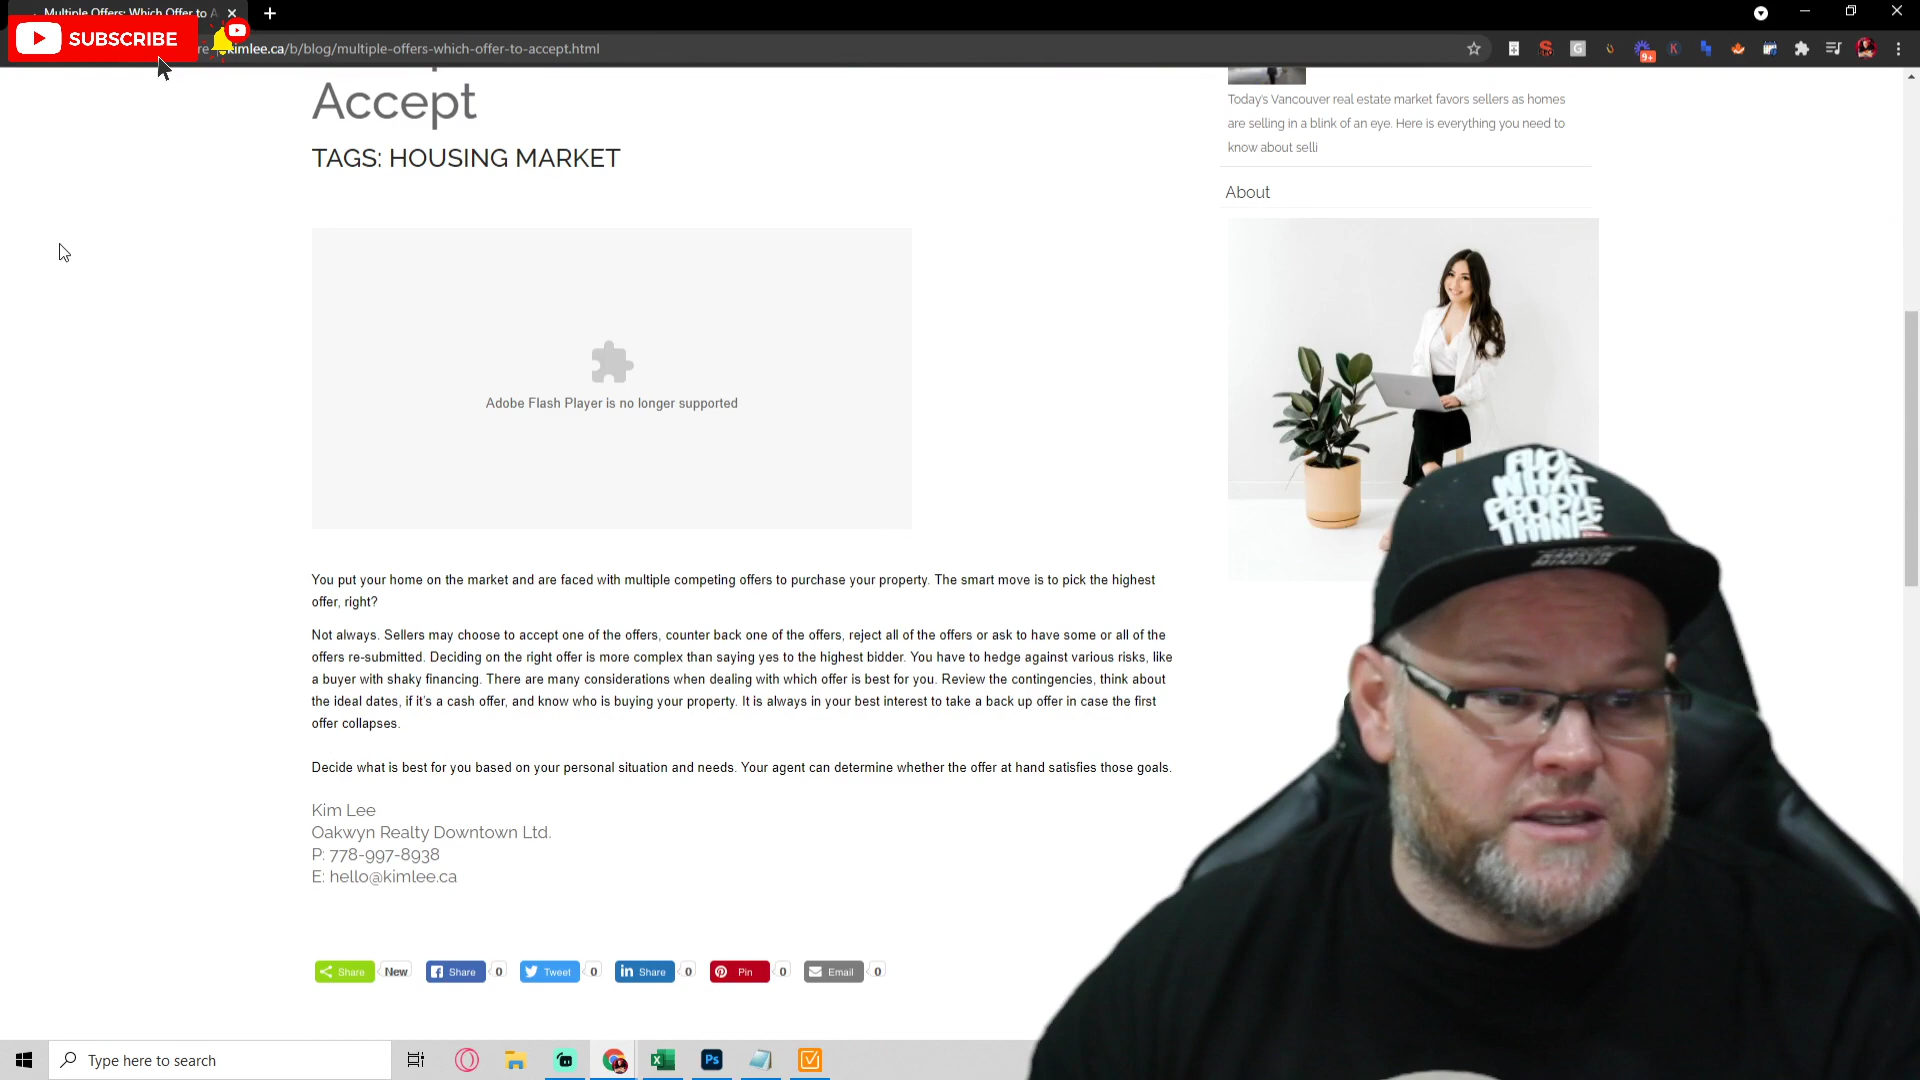 Multiple Offers: Which Offer to A
SUBSCRIBE
kimlee.ca/b/blog/multiple-offers-which-offer-to-accept.html
9+
Accept
TAGS: HOUSING MARKET
Adobe Flash Player is no longer supported
You put your home on the market and are faced with multiple competing offers to purchase your property. The smart move is to pick the highest
offer, right?
Not always. Sellers may choose to accept one of the offers, counter back one of the offers, reject all of the offers or ask to have some or all of the
offers re-submitted. Deciding on the right offer is more complex than saying yes to the highest bidder. You have to hedge against various risks, like
a buyer with shaky financing. There are many considerations when dealing with which offer is best for you. Review the contingencies, think about
the ideal dates, if it's a cash offer, and know who is buying your property. It is always in your best interest to take a back up offer in case the first
offer collapses.
Decide what is best for you based on your personal situation and needs. Your agent can determine whether the offer at hand satisfies those goals.
Kim Lee
Oakwyn Realty Downtown Ltd.
P: 778-997-8938
E: hello@kimlee.ca
Share New Share 0 Tweet 0 Share 0 Pin 0 Email 0
Today's Vancouver real estate market favors sellers as homes
are selling in a blink of an eye. Here is everything you need to
know about selli
About
FUCK
WHAT
PEOPLE
THINK
Type here to search
Ps